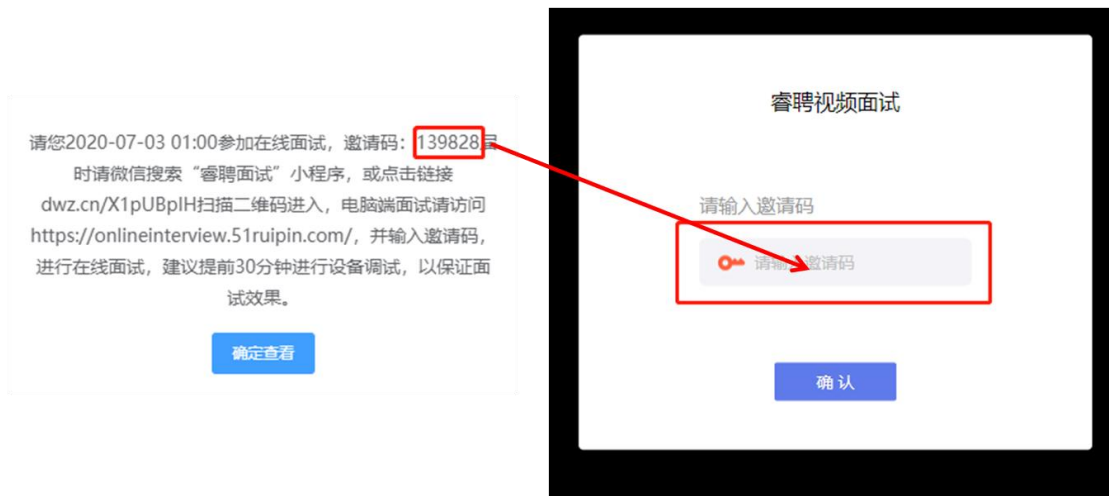 请您2020-07-03 01:00参加在线面试，邀请码：139828届
时请微信搜索“睿聘面试”小程序，或点击链接
dwz.cn/X1pUBpIH扫描二维码进入，电脑端面试请访问
https://onlineinterview.51ruipin.com/，并输入邀请码，
进行在线面试，建议提前30分钟进行设备调试，以保证面
试效果。
确定查看
睿聘视频面试
请输入邀请码
请输入邀请码
确 认